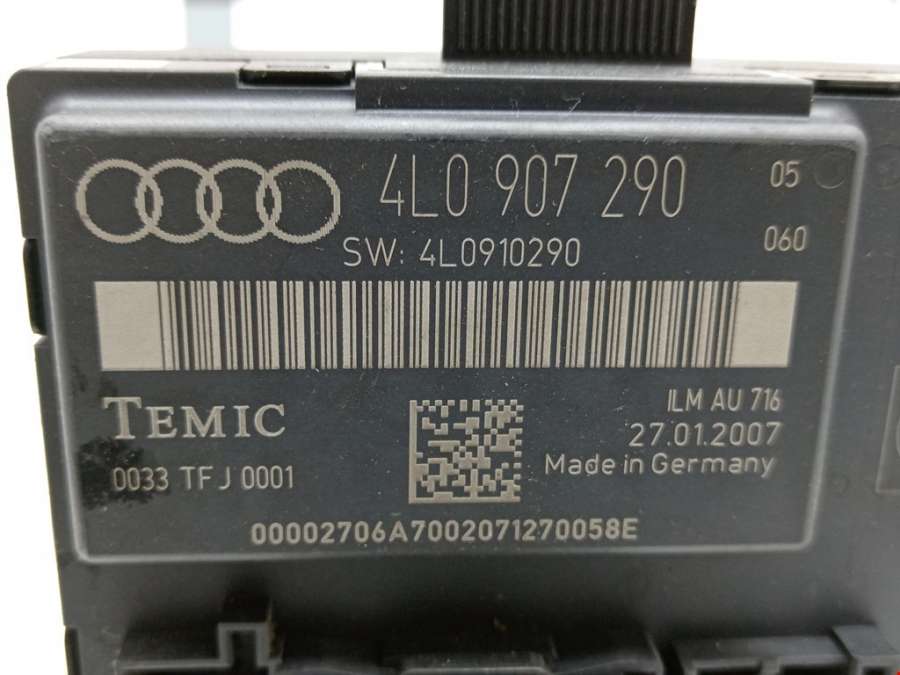 4L0 907 290 05
SW: 4L0910290 060
TEMIC
0033 TFJ 0001
ILM AU 716
27.01.2007
Made in Germany
00002706A7002071270058E